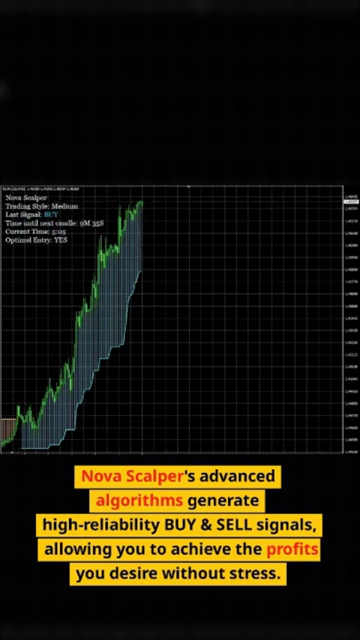 Nova Scalper
Trading Style: Medium
Last Signal: BUY
Time until next candle: 9M 35S
Current Time: 5:05
Optimal Entry: YES
Nova Scalper's advanced
algorithms generate
high-reliability BUY & SELL signals,
allowing you to achieve the profits
you desire without stress.